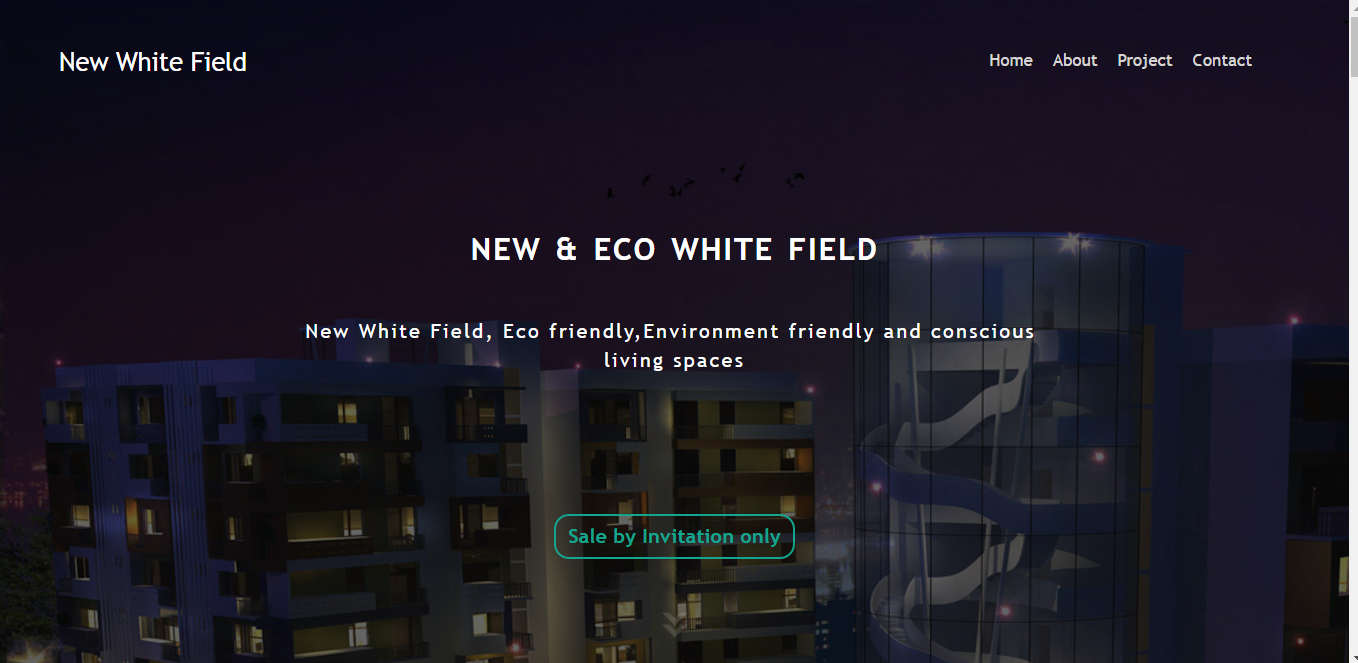 New White Field
Home About Project Contact
NEW & ECO WHITE FIELD
New White Field, Eco friendly,Environment friendly and conscious
living spaces
Sale by Invitation only